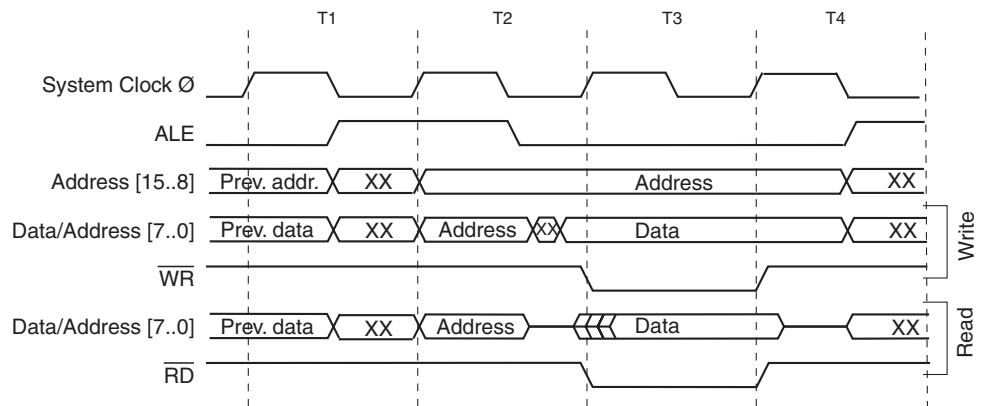 T1 T2 T3 T4
System Clock Ø
ALE
Address [15..8] Prev. addr. XX Address XX
Data/Address [7..0] Prev. data XX Address XX Data XX
WR
Write
Data/Address [7..0] Prev. data XX Address Data XX
RD
Read